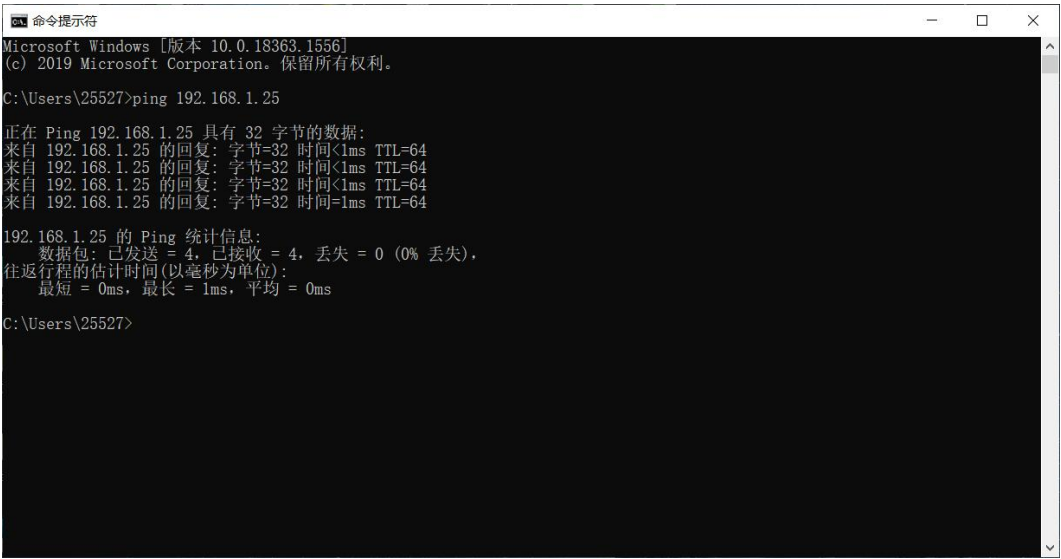 命令提示符
Microsoft Windows [版本 10.0.18363.1556]
(c) 2019 Microsoft Corporation。保留所有权利。
C:\Users\25527>ping 192.168.1.25
正在 Ping 192.168.1.25 具有 32 字节的数据:
来自 192.168.1.25 的回复: 字节=32 时间<1ms TTL=64
来自 192.168.1.25 的回复: 字节=32 时间<1ms TTL=64
来自 192.168.1.25 的回复: 字节=32 时间<1ms TTL=64
来自 192.168.1.25 的回复: 字节=32 时间=1ms TTL=64
192.168.1.25 的 Ping 统计信息:
    数据包: 已发送 = 4，已接收 = 4，丢失 = 0 (0% 丢失)，
往返行程的估计时间(以毫秒为单位):
    最短 = 0ms，最长 = 1ms，平均 = 0ms
C:\Users\25527>